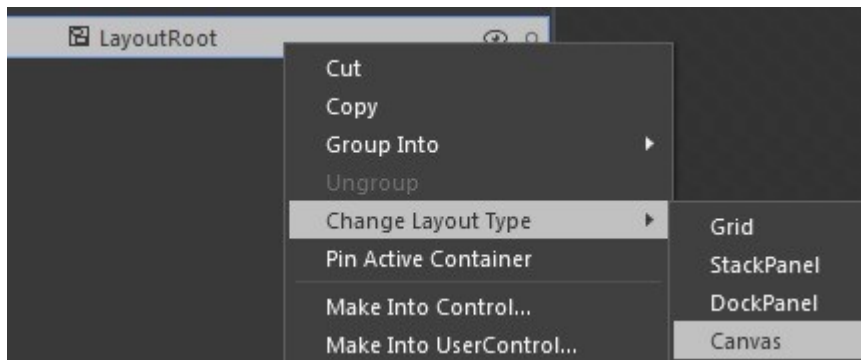 LayoutRoot
Cut
Copy
Group Into
Ungroup
Change Layout Type
Pin Active Container
Make Into Control...
Make Into UserControl...
Grid
StackPanel
DockPanel
Canvas